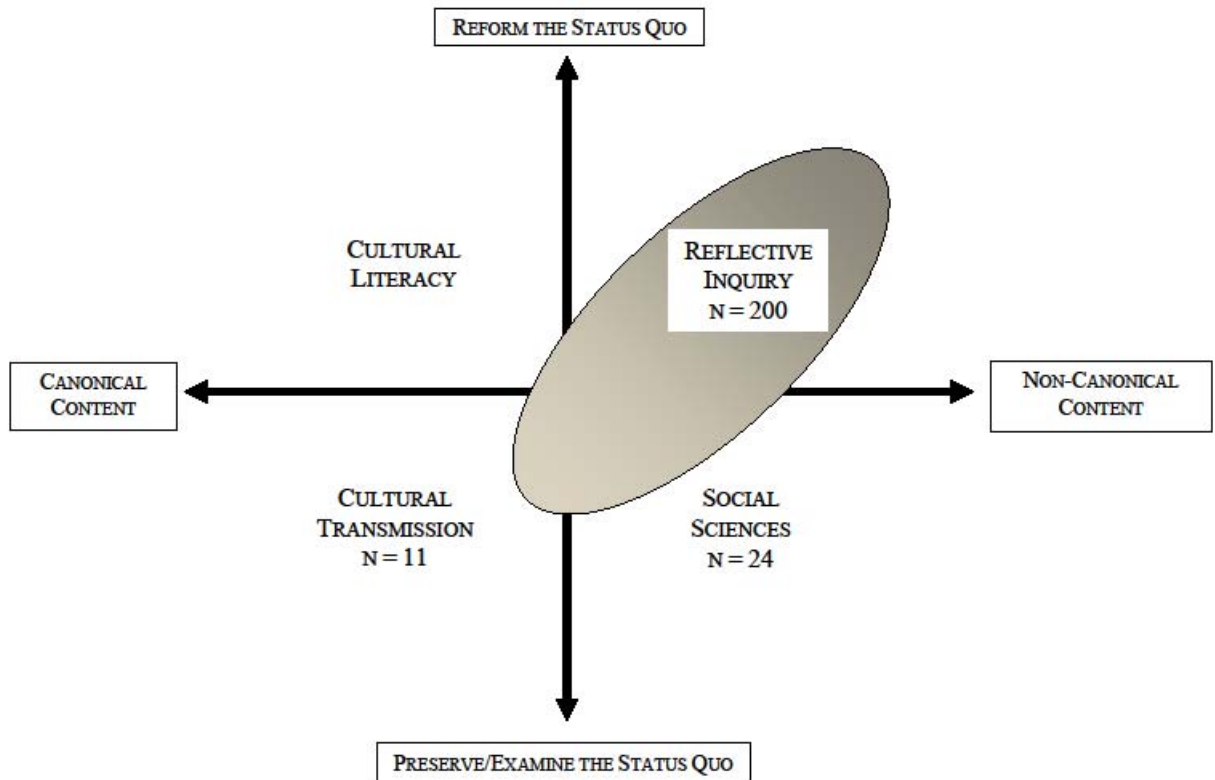 REFORM THE STATUS QUO
CULTURAL
LITERACY
REFLECTIVE
INQUIRY
N = 200
CANONICAL
CONTENT
NON-CANONICAL
CONTENT
CULTURAL
TRANSMISSION
N = 11
SOCIAL
SCIENCES
N = 24
PRESERVE/EXAMINE THE STATUS QUO